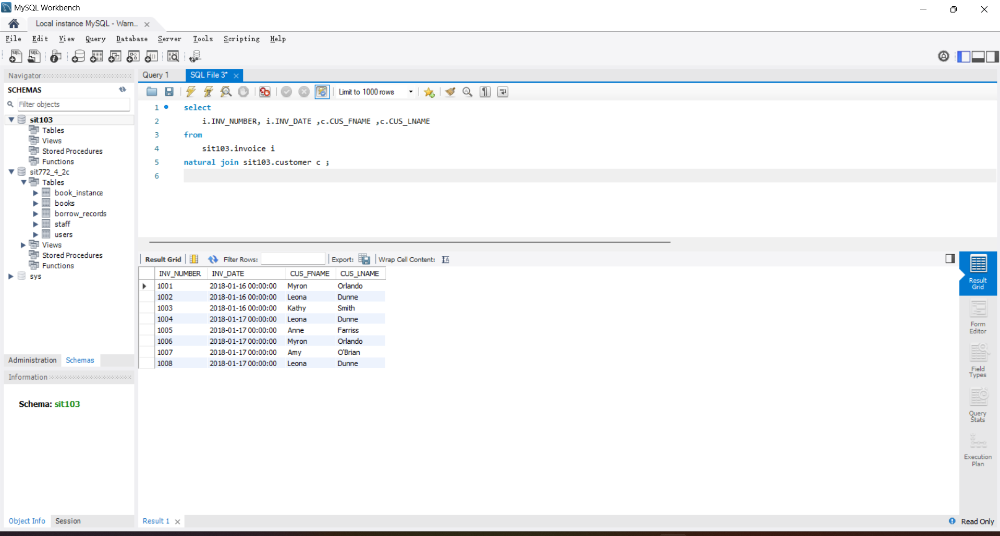 MySQL Workbench
Local instance MySQL - Warn...
File Edit View Query Database Server Tools Scripting Help
Navigator
SCHEMAS
Filter objects
sit103
Tables
Views
Stored Procedures
Functions
sit772_4_2c
Tables
book_instance
books
borrow_records
staff
users
Views
Stored Procedures
Functions
sys
Administration Schemas
Information
Schema: sit103
Object Info Session
Query 1 SQL File 3*
Limit to 1000 rows
1 select
2 i.INV_NUMBER, i.INV_DATE ,c.CUS_FNAME ,c.CUS_LNAME
3 from
4 sit103.invoice i
5 natural join sit103.customer c ;
6
Result Grid Filter Rows: Export: Wrap Cell Content:
INV_NUMBER INV_DATE CUS_FNAME CUS_LNAME
1001 2018-01-16 00:00:00 Myron Orlando
1002 2018-01-16 00:00:00 Leona Dunne
1003 2018-01-16 00:00:00 Kathy Smith
1004 2018-01-17 00:00:00 Leona Dunne
1005 2018-01-17 00:00:00 Anne Farriss
1006 2018-01-17 00:00:00 Myron Orlando
1007 2018-01-17 00:00:00 Amy O'Brian
1008 2018-01-17 00:00:00 Leona Dunne
Result
Grid
Form
Editor
Field
Types
Query
Stats
Execution
Plan
Result 1
Read Only